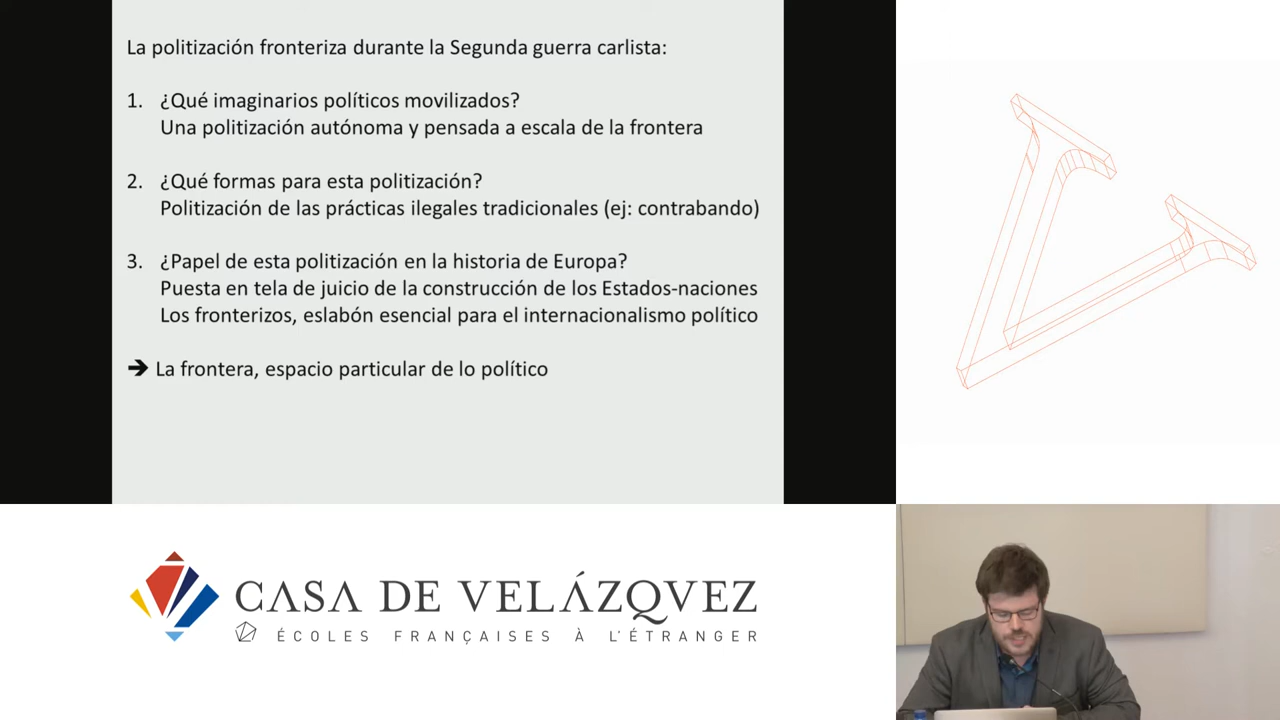 La politización fronteriza durante la Segunda guerra carlista:
1. ¿Qué imaginarios políticos movilizados?
Una politización autónoma y pensada a escala de la frontera
2. ¿Qué formas para esta politización?
Politización de las prácticas ilegales tradicionales (ej: contrabando)
3. ¿Papel de esta politización en la historia de Europa?
Puesta en tela de juicio de la construcción de los Estados-naciones
Los fronterizos, eslabón esencial para el internacionalismo político
➔ La frontera, espacio particular de lo político
CASA DE VELÁZQVEZ
ÉCOLES FRANÇAISES À L'ÉTRANGER